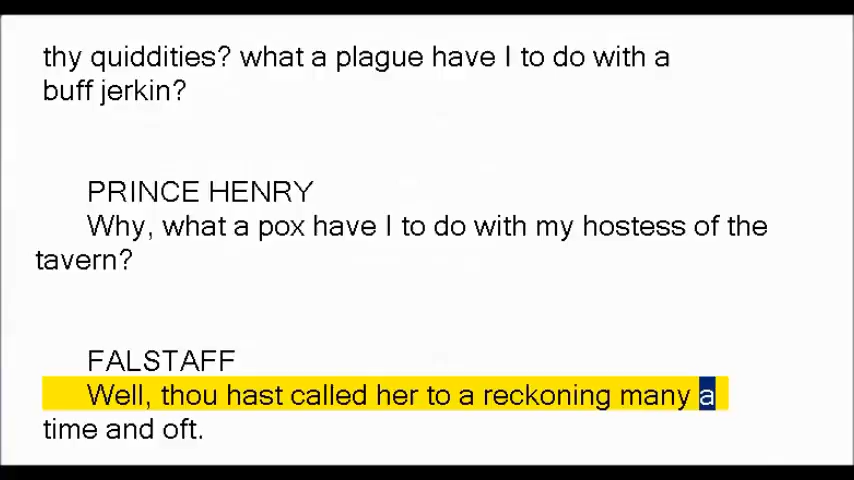 thy quiddities? what a plague have I to do with a
buff jerkin?
PRINCE HENRY
Why, what a pox have I to do with my hostess of the
tavern?
FALSTAFF
Well, thou hast called her to a reckoning many a
time and oft.